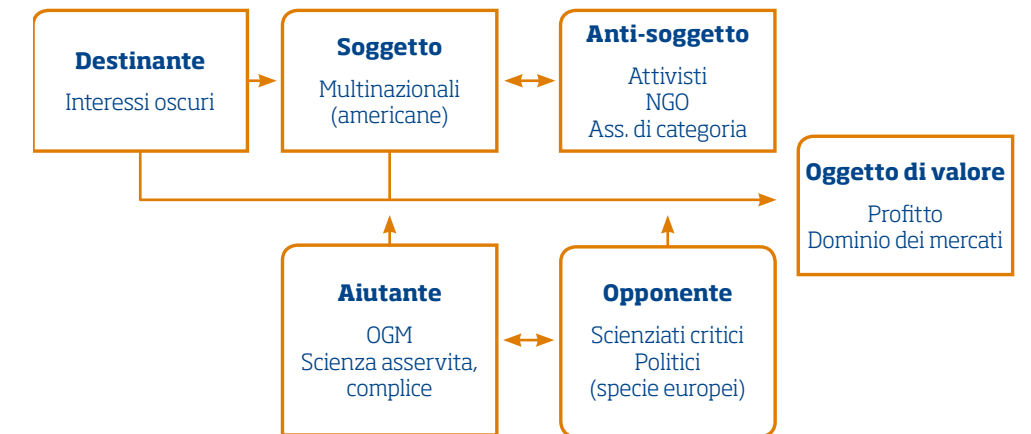 Destinante
Interessi oscuri
Soggetto
Multinazionali
(americane)
Anti-soggetto
Attivisti
NGO
Ass. di categoria
Oggetto di valore
Profitto
Dominio dei mercati
Aiutante
OGM
Scienza asservita,
complice
Opponente
Scienziati critici
Politici
(specie europei)